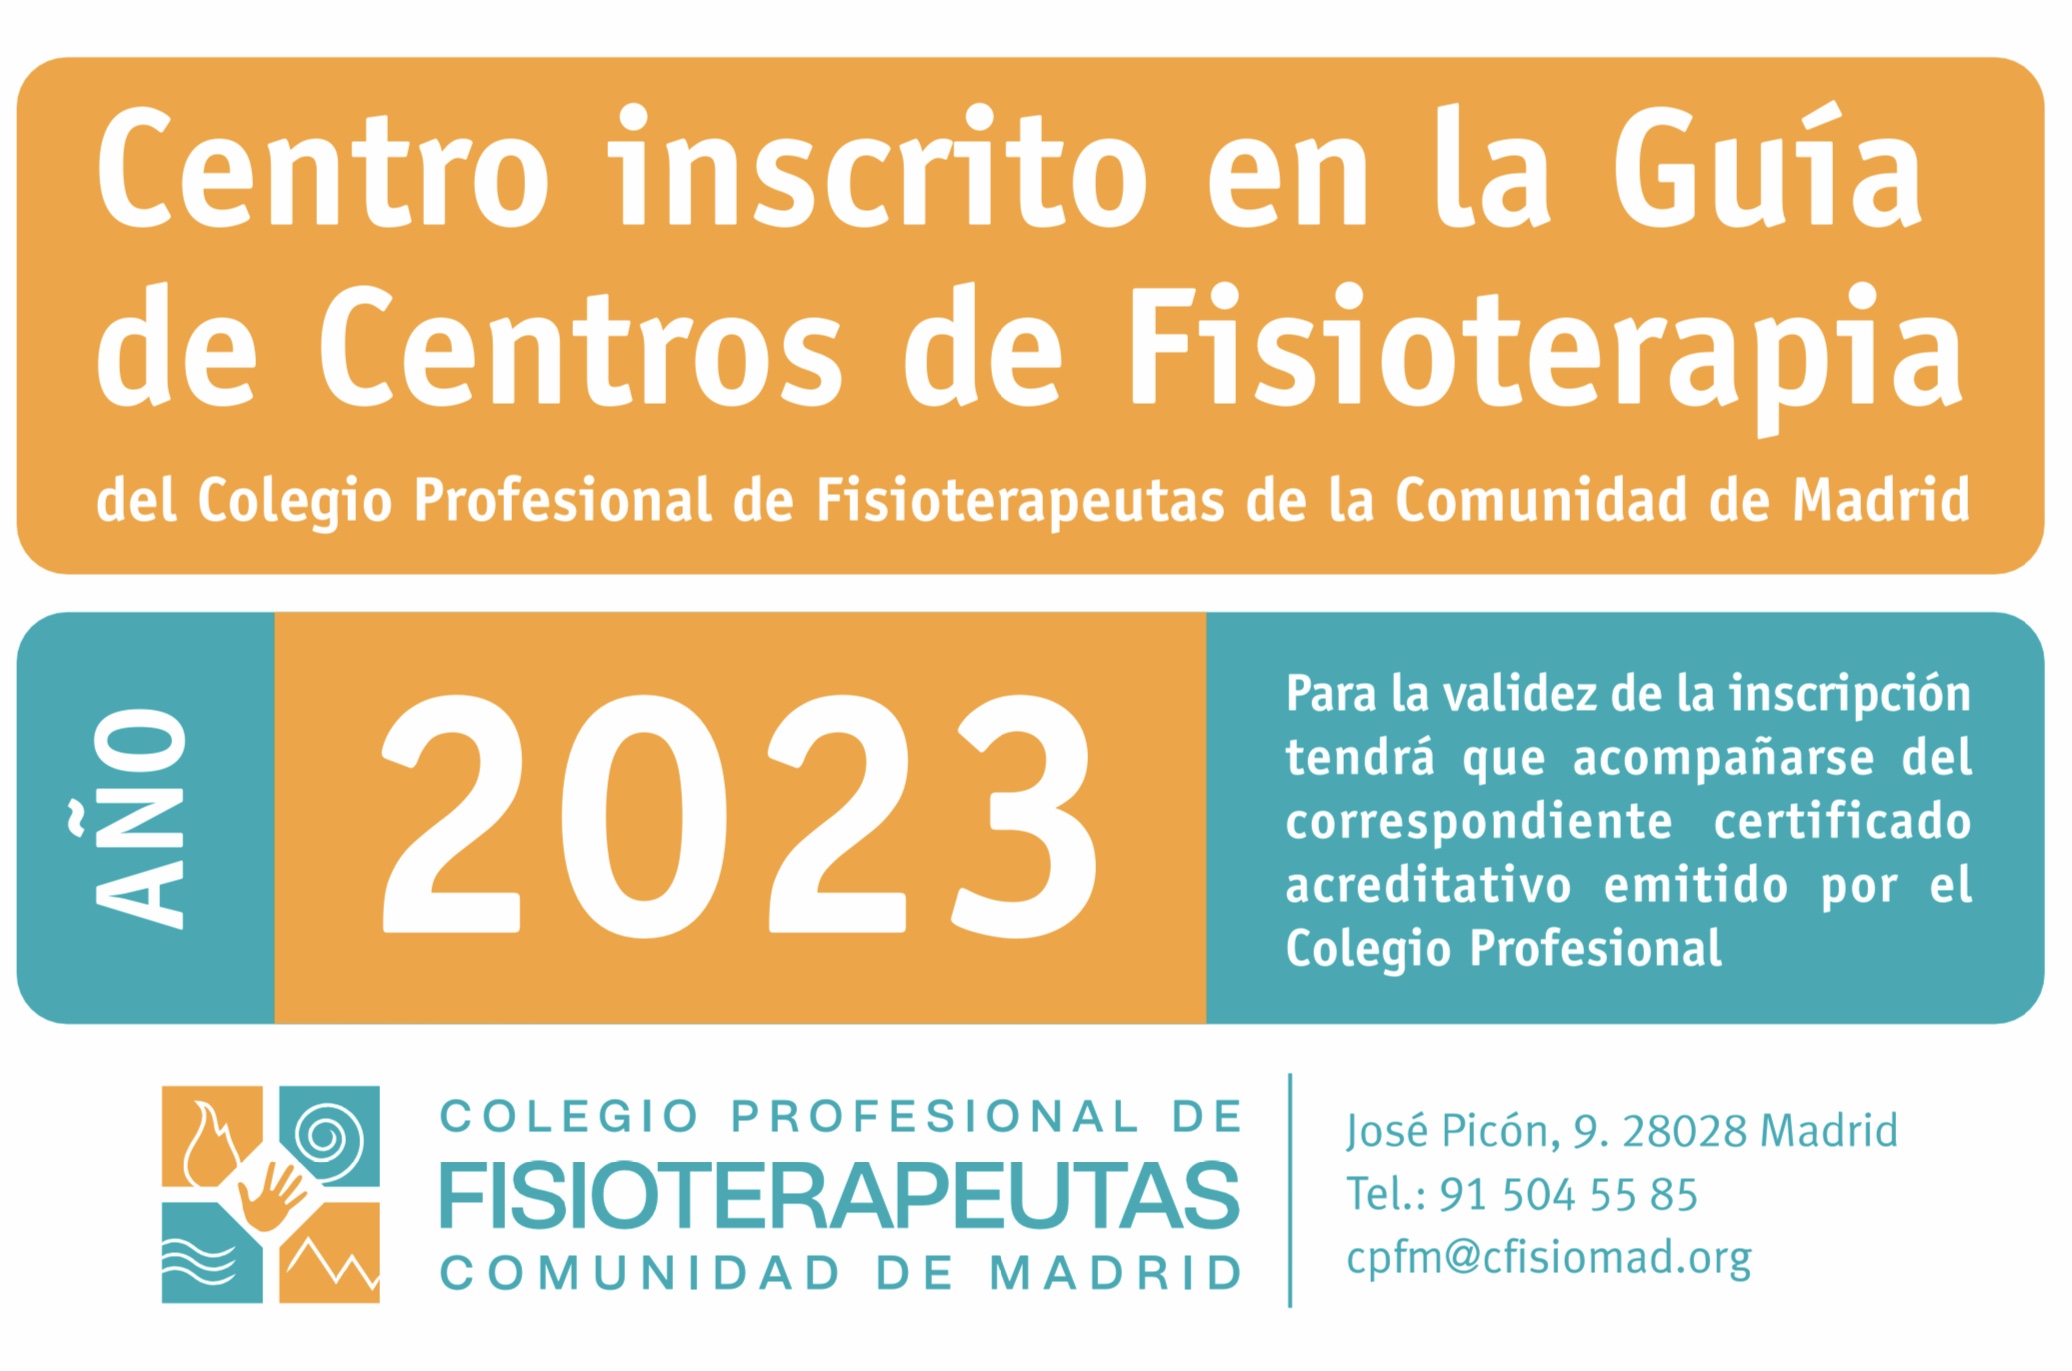 Centro inscrito en la Guía
de Centros de Fisioterapia
del Colegio Profesional de Fisioterapeutas de la Comunidad de Madrid
AÑO
2023
Para la validez de la inscripción
tendrá que acompañarse del
correspondiente certificado
acreditativo emitido por el
Colegio Profesional
COLEGIO PROFESIONAL DE
FISIOTERAPEUTAS
COMUNIDAD DE MADRID
José Picón, 9. 28028 Madrid
Tel.: 91 504 55 85
cpfm@cfisiomad.org